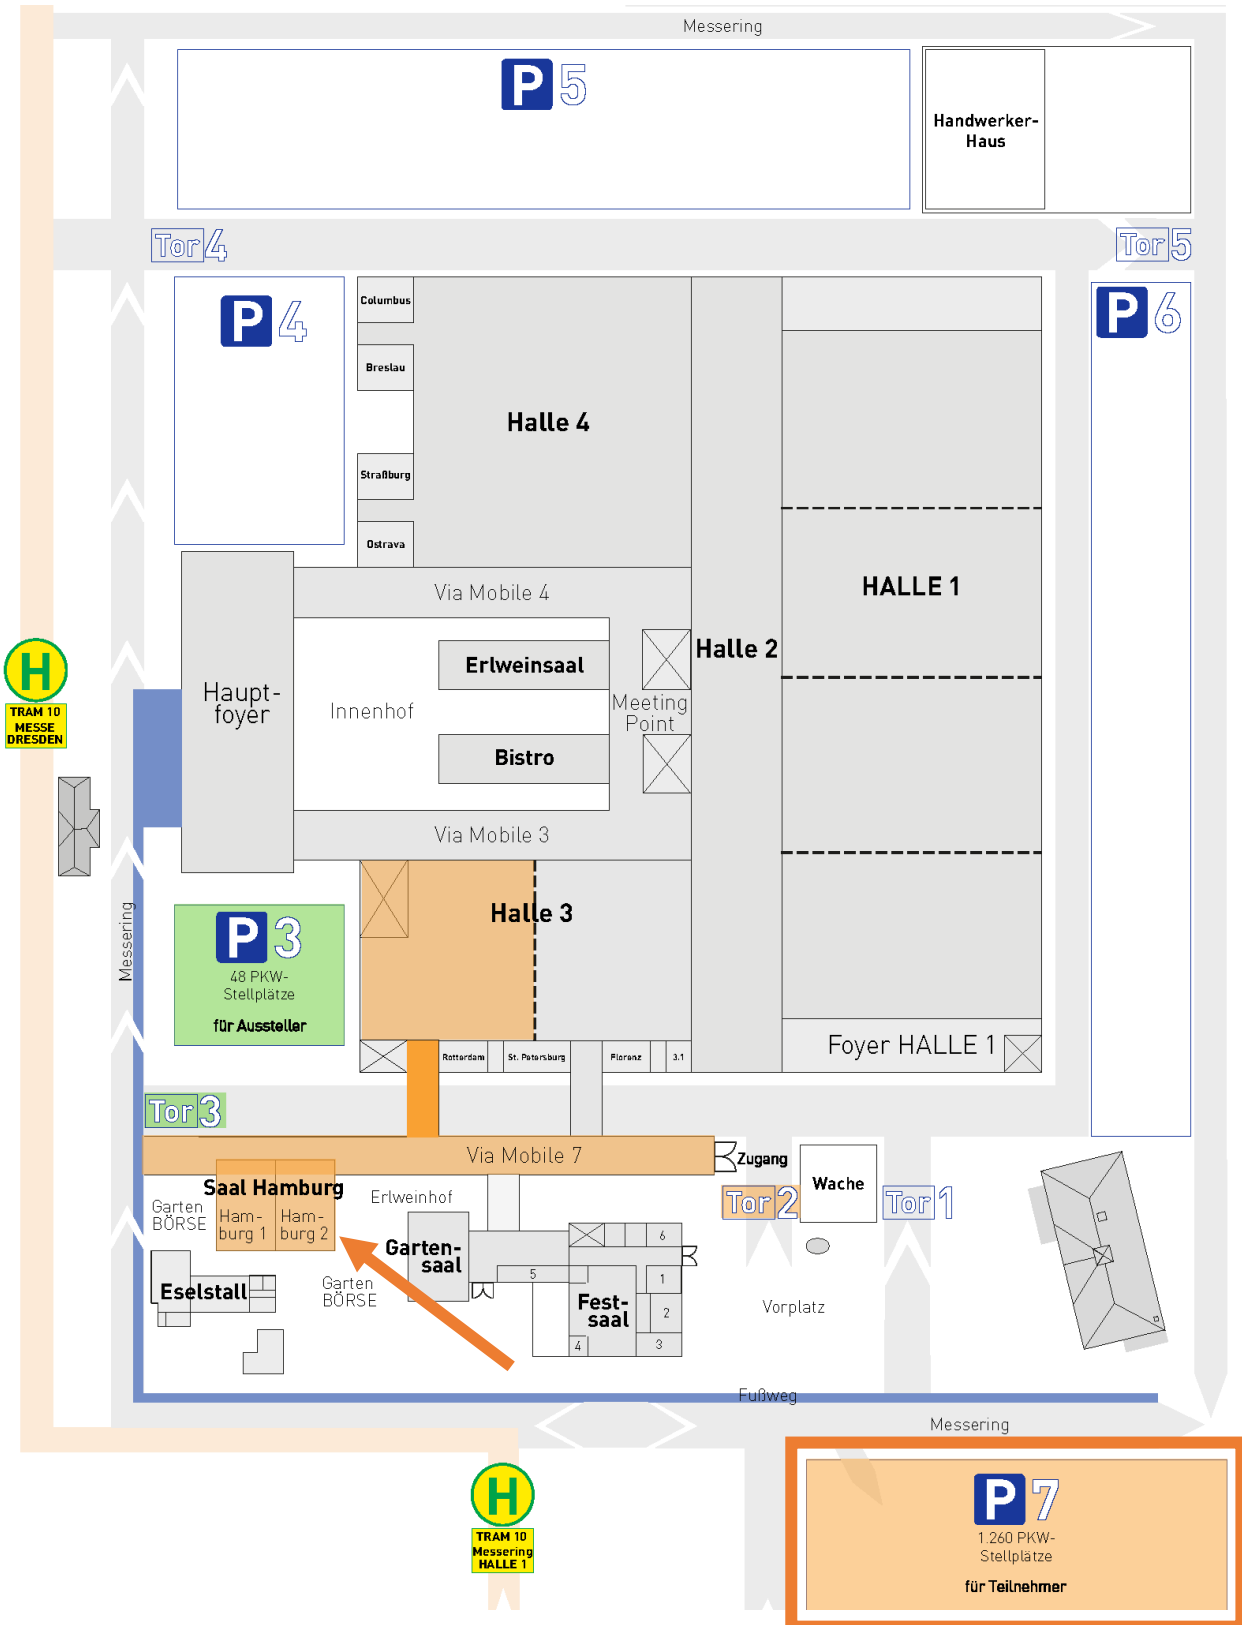 Messering
P 5
Handwerker-
Haus
Tor 4
Tor 5
P 4
P 6
Columbus
Breslau
Straßburg
Ostrava
Halle 4
HALLE 1
Via Mobile 4
Halle 2
Erlweinsaal
Haupt-
foyer
Innenhof
Meeting
Point
Bistro
Via Mobile 3
H
TRAM 10
MESSE
DRESDEN
Messering
Halle 3
P 3
48 PKW-
Stellplätze
für Aussteller
Rotterdam
St. Petersburg
Florenz
3.1
Foyer HALLE 1
Tor 3
Via Mobile 7
Zugang
Wache
Tor 2
Tor 1
Saal Hamburg
Ham-
burg 1
Ham-
burg 2
Garten
BÖRSE
Erlweinhof
Garten-
saal
Eselstall
Garten
BÖRSE
5
6
1
2
3
4
Fest-
saal
Vorplatz
Fußweg
Messering
H
TRAM 10
Messering
HALLE 1
P 7
1.260 PKW-
Stellplätze
für Teilnehmer